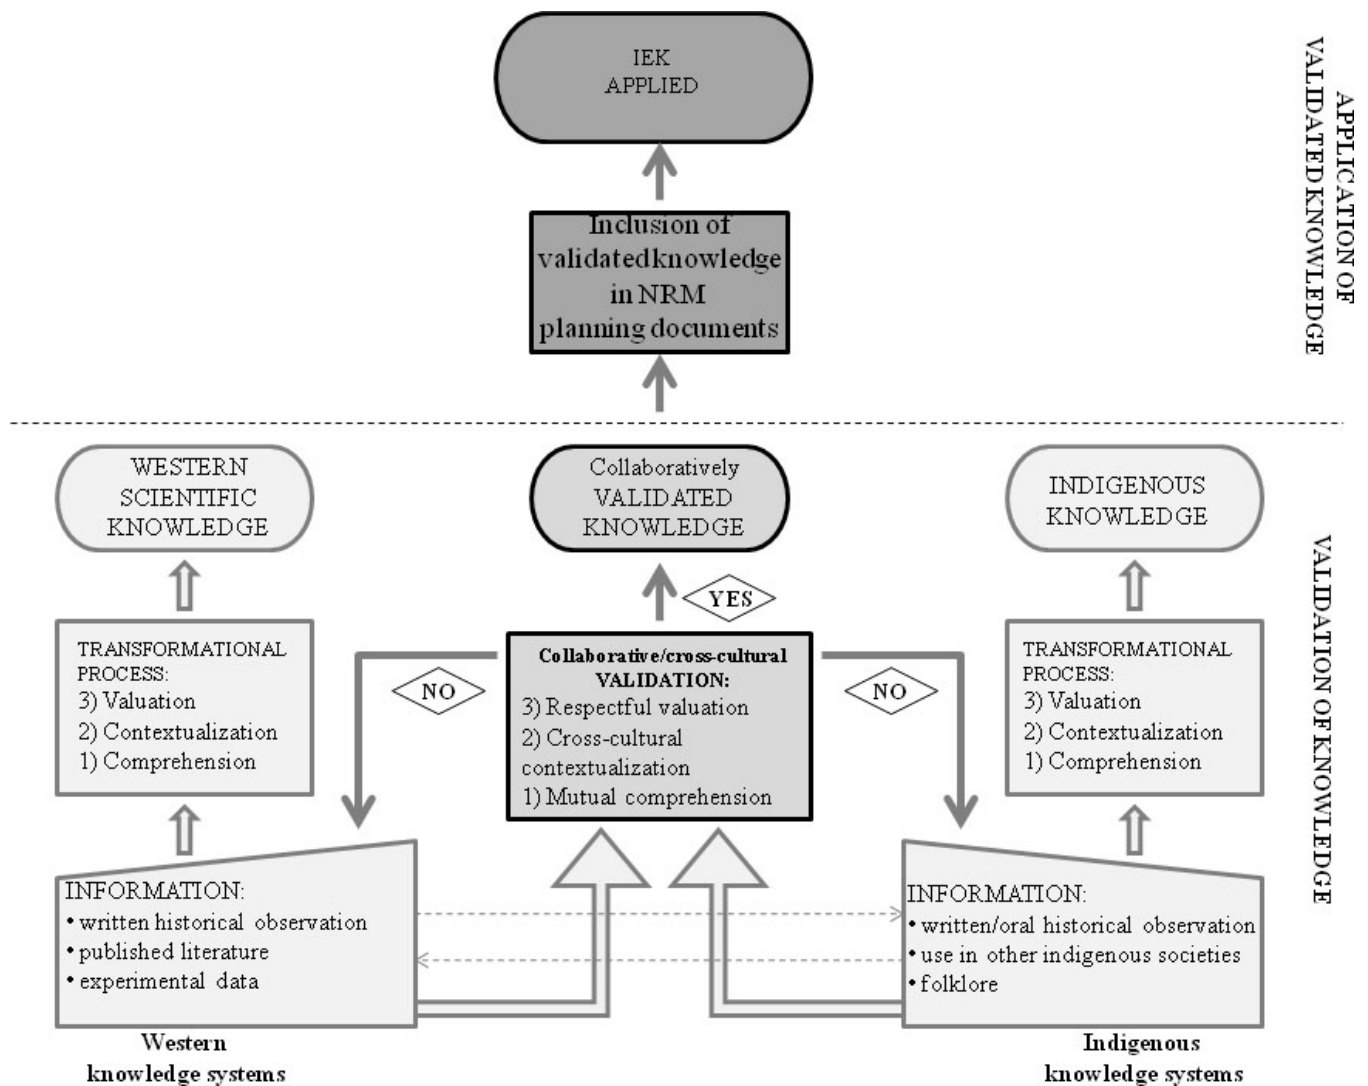 IEK
APPLIED
Inclusion of
validated knowledge
in NRM
planning documents
APPLICATION OF
VALIDATED KNOWLEDGE
WESTERN
SCIENTIFIC
KNOWLEDGE
Collaboratively
VALIDATED
KNOWLEDGE
INDIGENOUS
KNOWLEDGE
YES
TRANSFORMATIONAL
PROCESS:
3) Valuation
2) Contextualization
1) Comprehension
NO
Collaborative/cross-cultural
VALIDATION:
3) Respectful valuation
2) Cross-cultural
contextualization
1) Mutual comprehension
NO
TRANSFORMATIONAL
PROCESS:
3) Valuation
2) Contextualization
1) Comprehension
VALIDATION OF KNOWLEDGE
INFORMATION:
• written historical observation
• published literature
• experimental data
INFORMATION:
• written/oral historical observation
• use in other indigenous societies
• folklore
Western
knowledge systems
Indigenous
knowledge systems